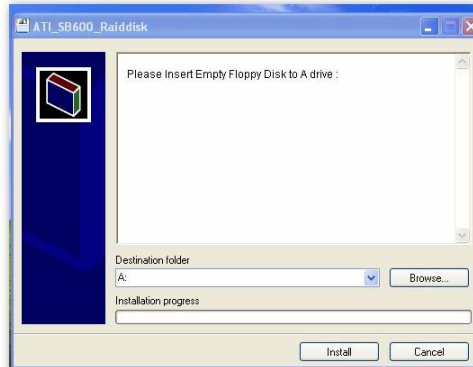 ATI_SB600_Raiddisk
Please Insert Empty Floppy Disk to A drive :
Destination folder
A:
Browse...
Installation progress
Install
Cancel